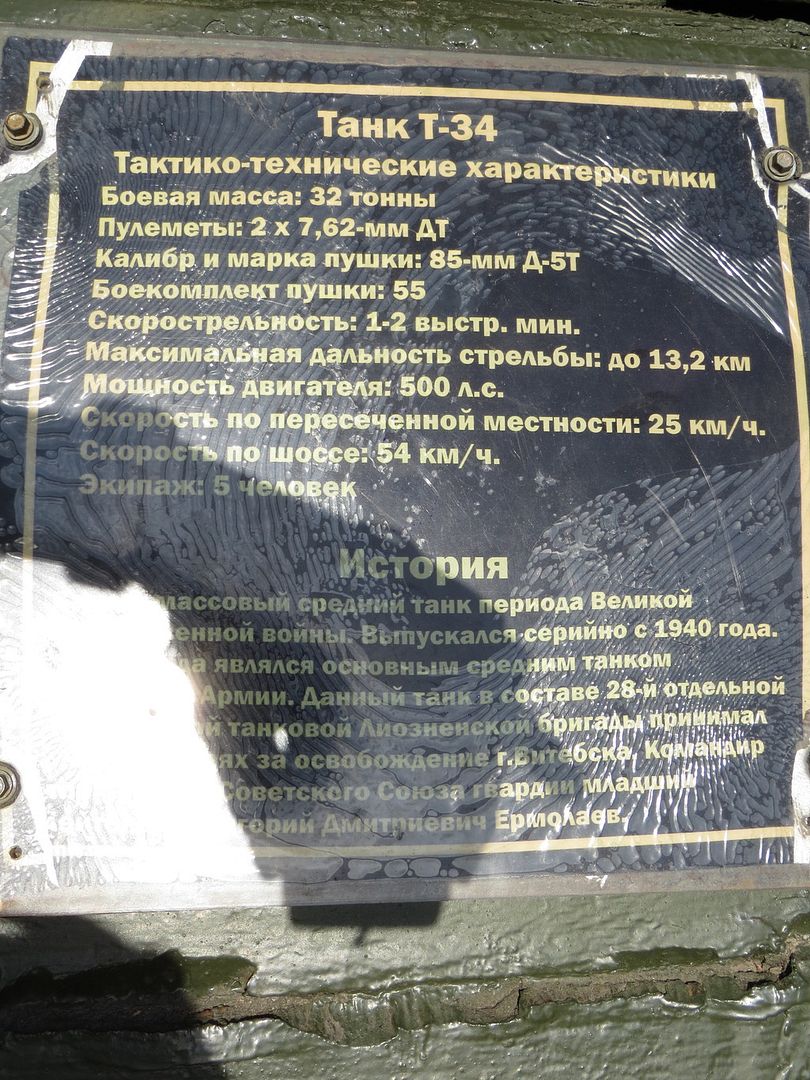 Танк Т-34
Тактико-технические характеристики
Боевая масса: 32 тонны
Пулеметы: 2 х 7,62-мм ДТ
Калибр и марка пушки: 85-мм Д-5Т
Боекомплект пушки: 55
Скорострельность: 1-2 выстр. мин.
Максимальная дальность стрельбы: до 13,2 км
Мощность двигателя: 500 л.с.
Скорость по пересеченной местности: 25 км/ч.
Скорость по шоссе: 54 км/ч.
Экипаж: 5 человек
История
массовый средний танк периода Великой
войны. Выпускался серийно с 1940 года.
являлся основным средним танком
Армии. Данный танк в составе 28-й отдельной
танковой Лиозненской бригады принимал
за освобождение г.Витебска. Командир
Советского Союза гвардии младший
Дмитриевич Ермолаев.